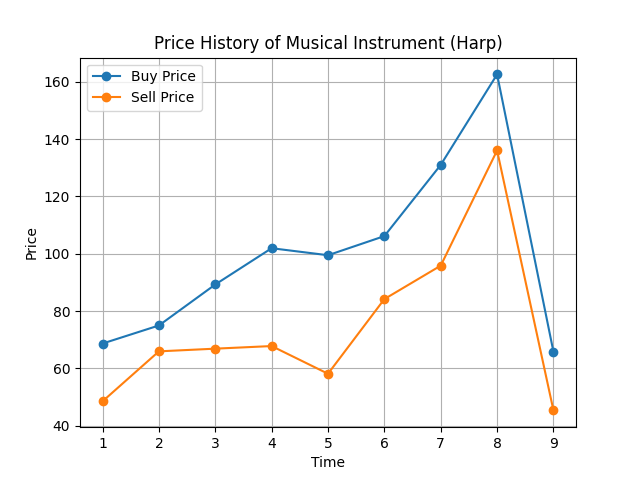 Price History of Musical Instrument (Harp)
Buy Price
Sell Price
160
140
120
100
80
60
40
Price
1 2 3 4 5 6 7 8 9
Time